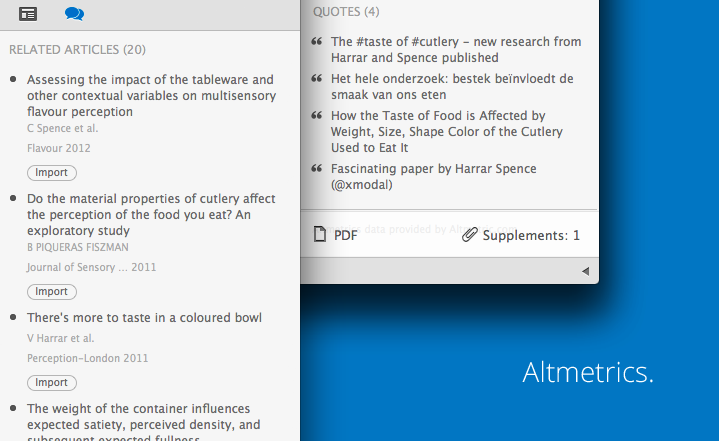 RELATED ARTICLES (20)
Assessing the impact of the tableware and
other contextual variables on multisensory
flavour perception
C Spence et al.
Flavour 2012
Import
Do the material properties of cutlery affect
the perception of the food you eat? An
exploratory study
B PIQUERAS FISZMAN
Journal of Sensory ... 2011
Import
There's more to taste in a coloured bowl
V Harrar et al.
Perception-London 2011
Import
The weight of the container influences
expected satiety, perceived density, and
subsequent expected fullness
QUOTES (4)
The #taste of #cutlery – new research from
Harrar and Spence published
Het hele onderzoek: bestek beïnvloedt de
smaak van ons eten
How the Taste of Food is Affected by
Weight, Size, Shape Color of the Cutlery
Used to Eat It
Fascinating paper by Harrar Spence
(@xmodal)
data provided by
PDF
Supplements: 1
Altmetrics.